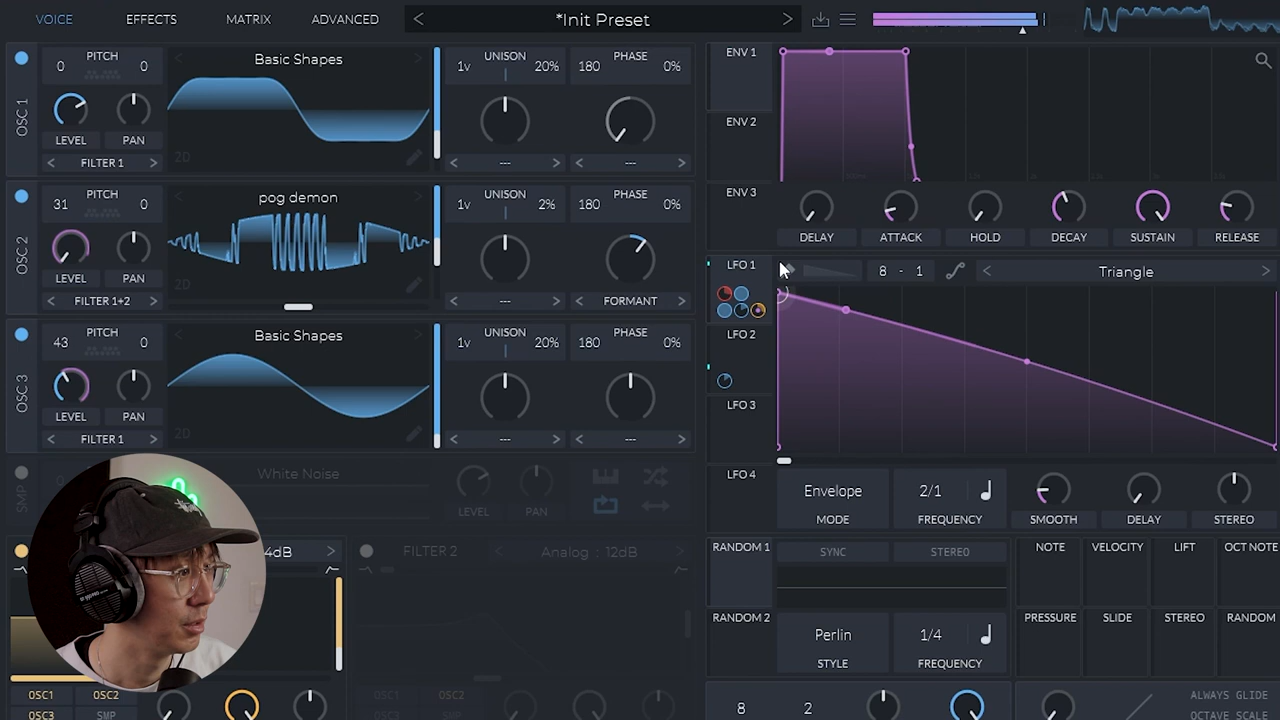 VOICE EFFECTS MATRIX ADVANCED *Init Preset
OSC 1
0 PITCH 0
LEVEL PAN
FILTER 1
Basic Shapes
2D
1v UNISON 20%
---
180 PHASE 0%
---
OSC 2
31 PITCH 0
LEVEL PAN
FILTER 1+2
pog demon
1v UNISON 2%
---
180 PHASE 0%
FORMANT
OSC 3
43 PITCH 0
LEVEL PAN
FILTER 1
Basic Shapes
2D
1v UNISON 20%
---
180 PHASE 0%
---
SMP
White Noise
LEVEL PAN
4dB
OSC1 OSC2
OSC3
FILTER 2
Analog : 12dB
OSC1 OSC2
OSC3 SMP
ENV 1
ENV 2
ENV 3
DELAY ATTACK HOLD DECAY SUSTAIN RELEASE
LFO 1
LFO 2
LFO 3
LFO 4
8 - 1
Triangle
Envelope
MODE
2/1
FREQUENCY
SMOOTH DELAY STEREO
RANDOM 1
RANDOM 2
SYNC STEREO
Perlin
STYLE
1/4
FREQUENCY
NOTE VELOCITY LIFT OCT NOTE
PRESSURE SLIDE STEREO RANDOM
8 2
ALWAYS GLIDE
OCTAVE SCALE